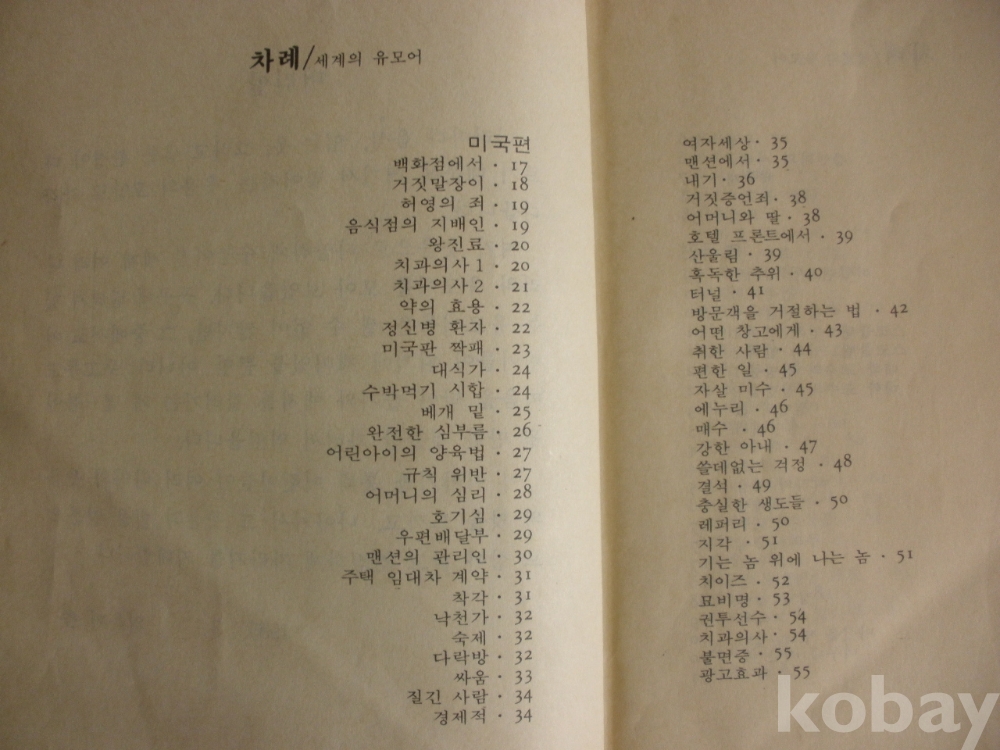 차례/세계의 유모어
미국편
백화점에서 · 17
거짓말장이 · 18
허영의 죄 · 19
음식점의 지배인 · 19
왕진료 · 20
치과의사 1 · 20
치과의사 2 · 21
약의 효용 · 22
정신병 환자 · 22
미국판 짝패 · 23
대식가 · 24
수박먹기 시합 · 24
베개 밑 · 25
완전한 심부름 · 26
어린아이의 양육법 · 27
규칙 위반 · 27
어머니의 심리 · 28
호기심 · 29
우편배달부 · 29
맨션의 관리인 · 30
주택 임대차 계약 · 31
착각 · 31
낙천가 · 32
숙제 · 32
다락방 · 32
싸움 · 33
질긴 사람 · 34
경제적 · 34
여자세상 · 35
맨션에서 · 35
내기 · 36
거짓증언죄 · 38
어머니와 딸 · 38
호텔 프론트에서 · 39
산울림 · 39
혹독한 추위 · 40
터널 · 41
방문객을 거절하는 법 · 42
어떤 창고에게 · 43
취한 사람 · 44
편한 일 · 45
자살 미수 · 45
에누리 · 46
매수 · 46
강한 아내 · 47
쓸데없는 걱정 · 48
결석 · 49
충실한 생도들 · 50
레퍼리 · 50
지각 · 51
기는 놈 위에 나는 놈 · 51
치이즈 · 52
묘비명 · 53
권투선수 · 54
치과의사 · 54
불면증 · 55
광고효과 · 55
kobay